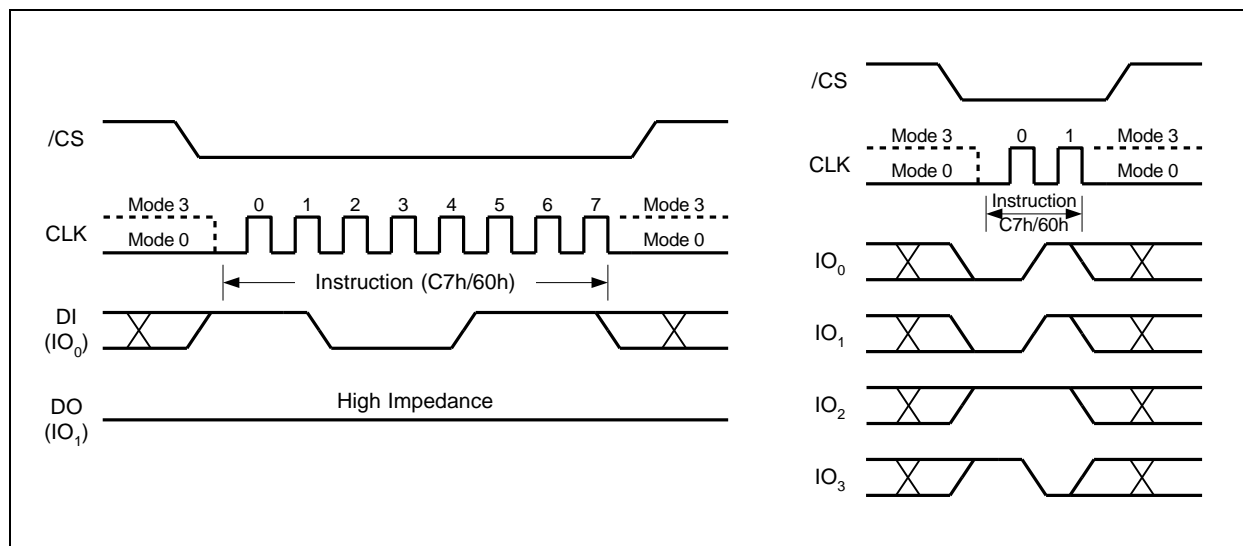 /CS
CLK
Mode 3
Mode 0
0 1 2 3 4 5 6 7
Mode 3
Mode 0
Instruction (C7h/60h)
DI
(IO0)
DO
(IO1)
High Impedance
/CS
CLK
Mode 3
Mode 0
0 1
Mode 3
Mode 0
Instruction
C7h/60h
IO0
IO1
IO2
IO3